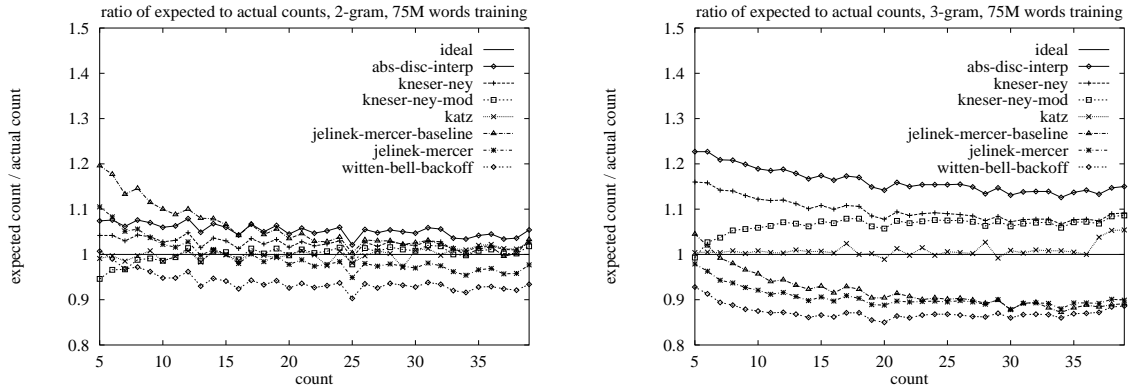 ratio of expected to actual counts, 2-gram, 75M words training
1.5
1.4
1.3
1.2
1.1
1
0.9
0.8
expected count / actual count
ideal
abs-disc-interp
kneser-ney
kneser-ney-mod
katz
jelinek-mercer-baseline
jelinek-mercer
witten-bell-backoff
5 10 15 20 25 30 35
count
ratio of expected to actual counts, 3-gram, 75M words training
1.5
1.4
1.3
1.2
1.1
1
0.9
0.8
expected count / actual count
ideal
abs-disc-interp
kneser-ney
kneser-ney-mod
katz
jelinek-mercer-baseline
jelinek-mercer
witten-bell-backoff
5 10 15 20 25 30 35
count